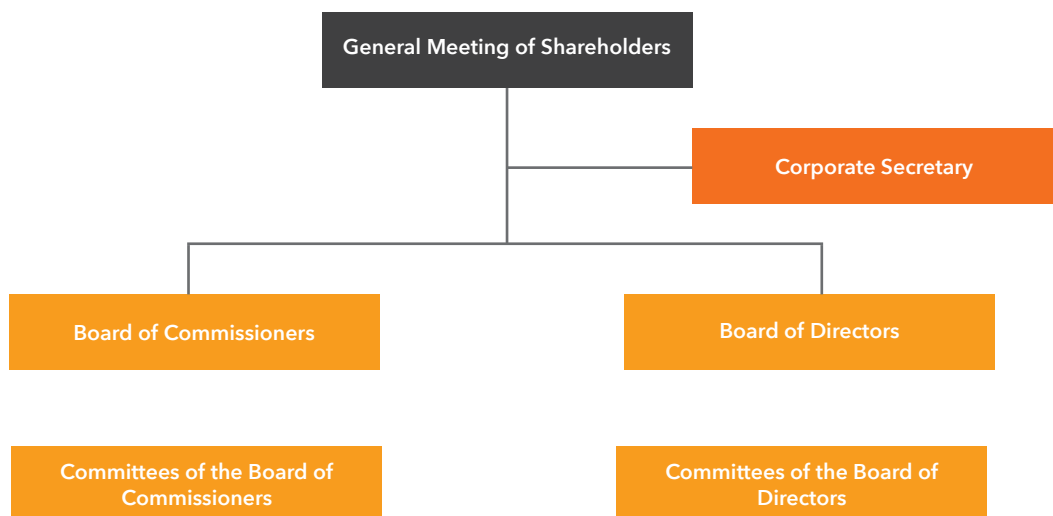 General Meeting of Shareholders
Corporate Secretary
Board of Commissioners
Board of Directors
Committees of the Board of
Commissioners
Committees of the Board of
Directors